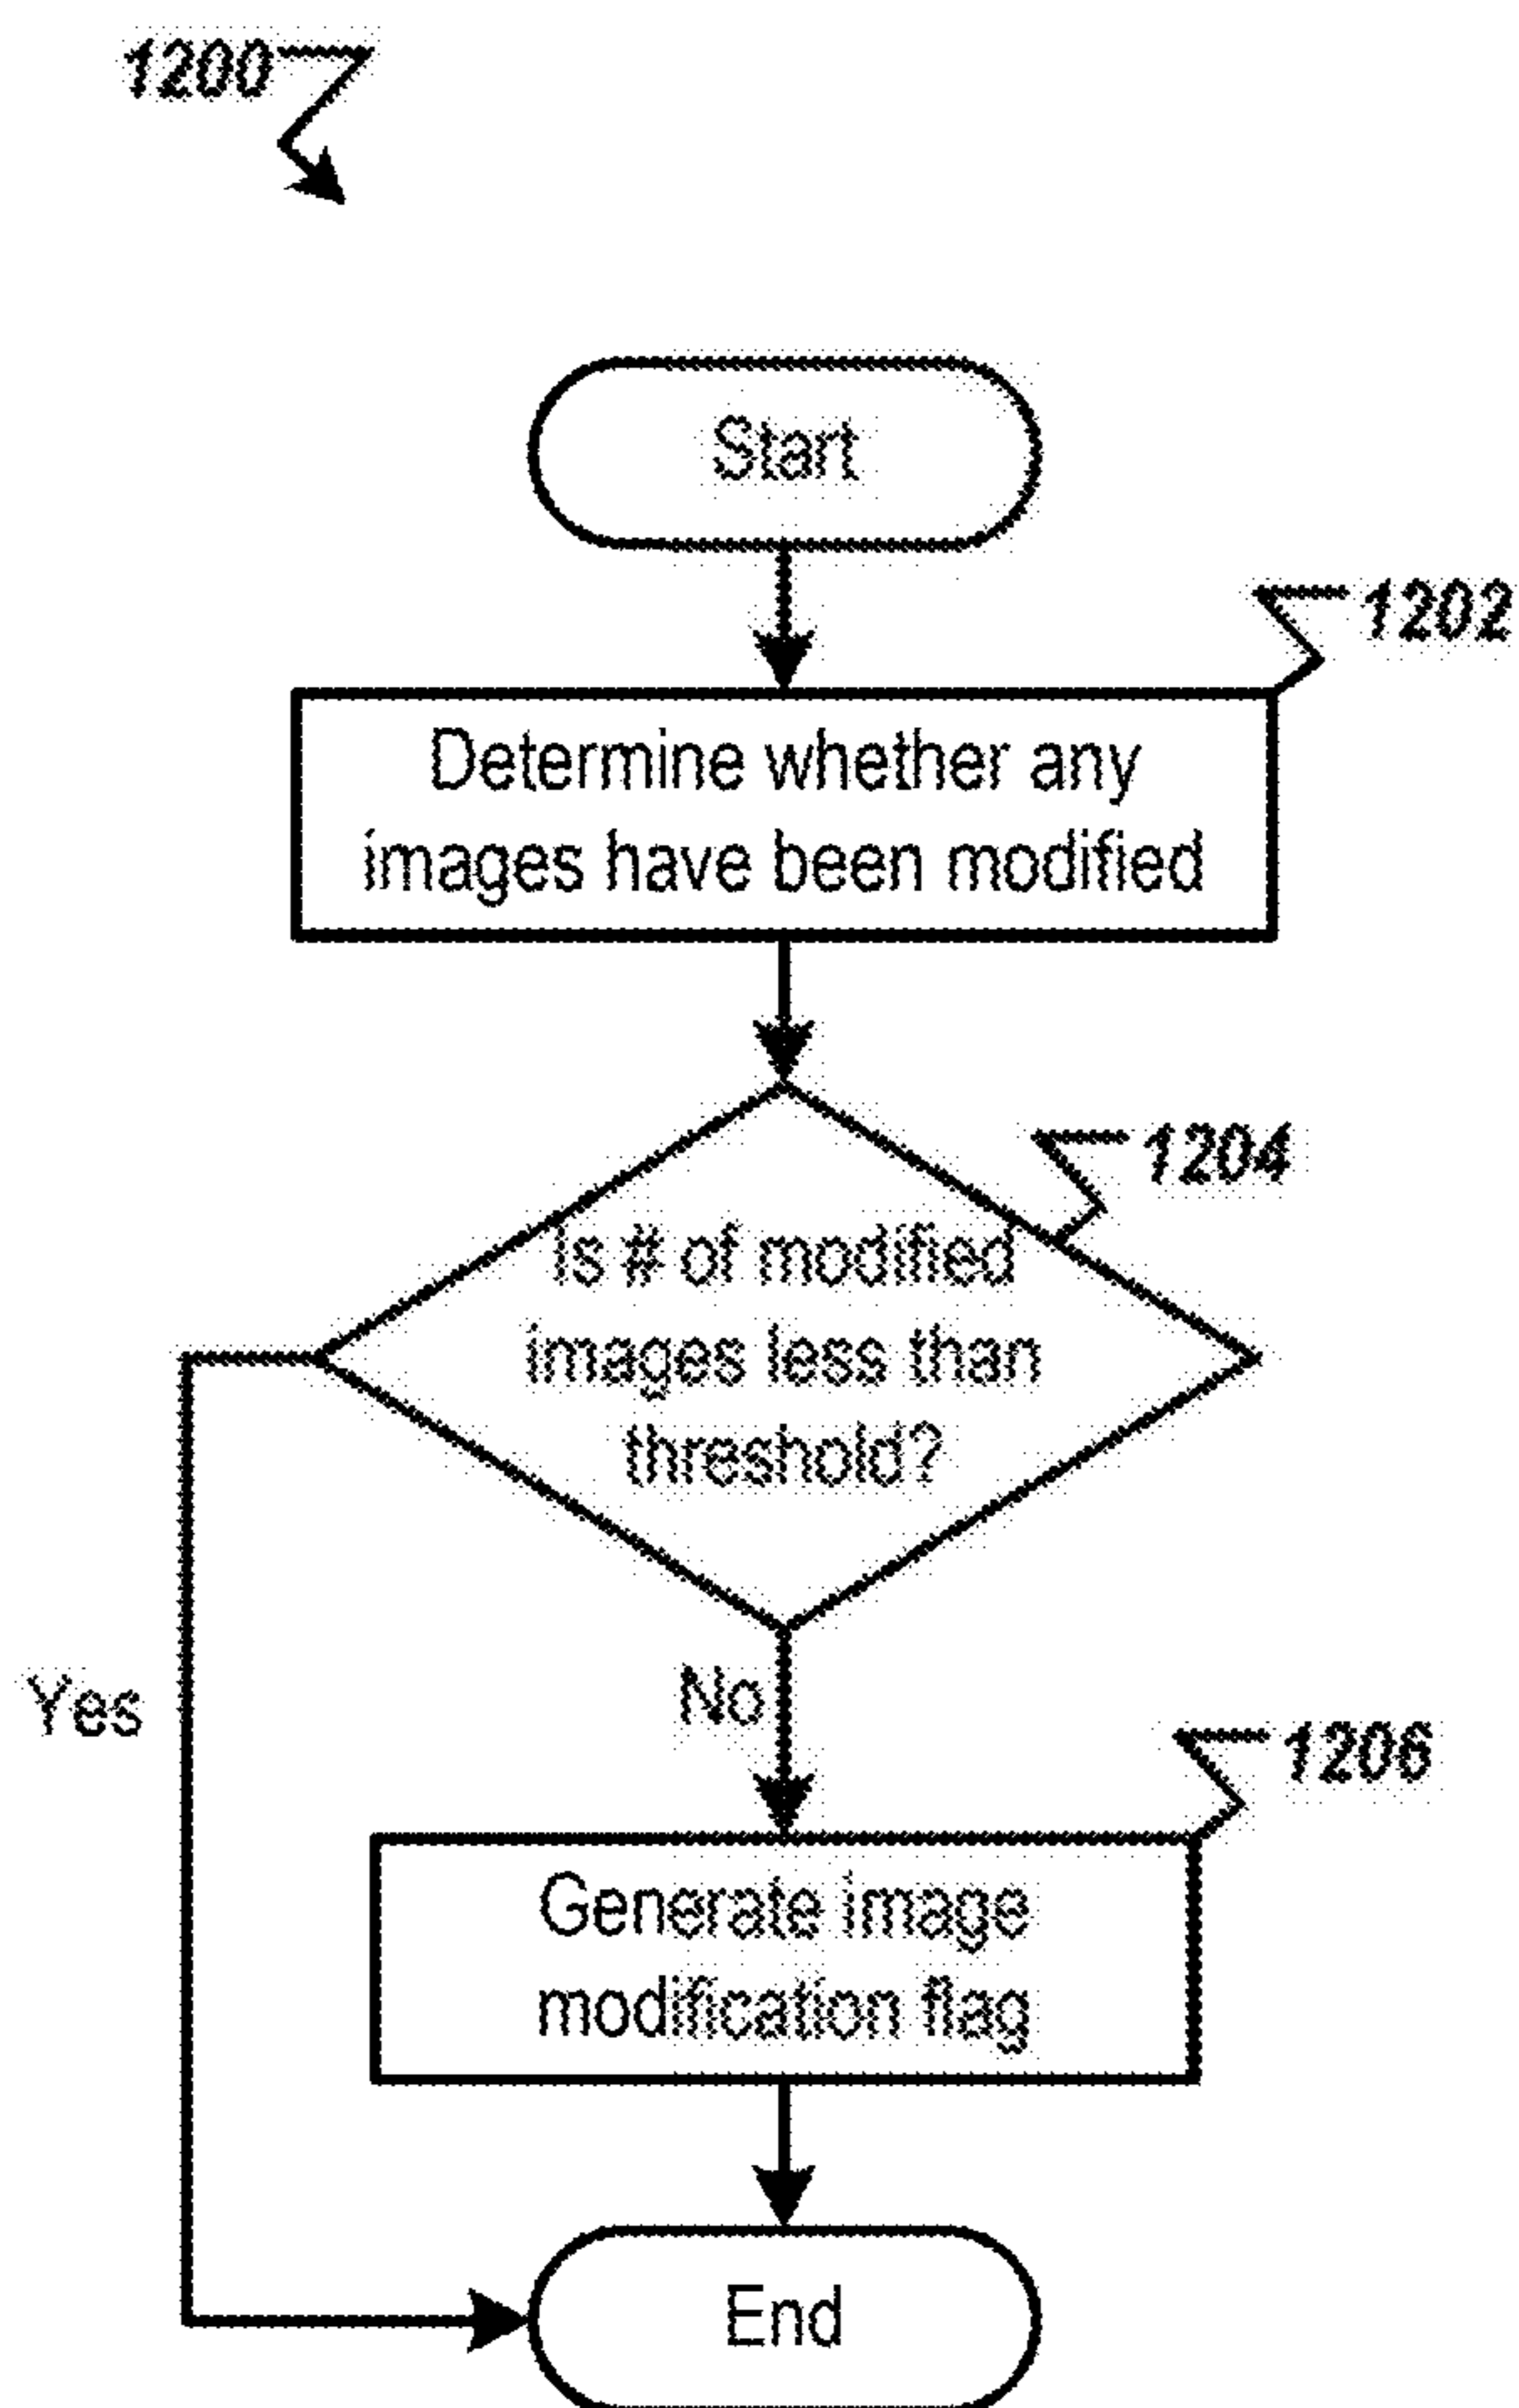 1200
Start
1202
Determine whether any
images have been modified
1204
Is # of modified
images less than
threshold?
Yes
No
1206
Generate image
modification flag
End